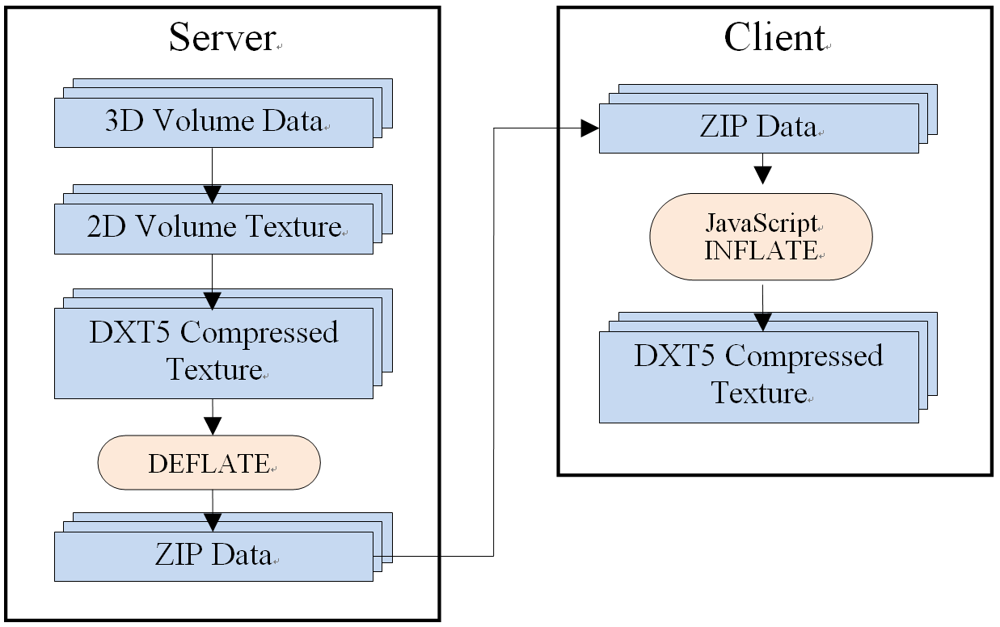 Server
3D Volume Data
2D Volume Texture
DXT5 Compressed
Texture
DEFLATE
ZIP Data
Client
ZIP Data
JavaScript
INFLATE
DXT5 Compressed
Texture